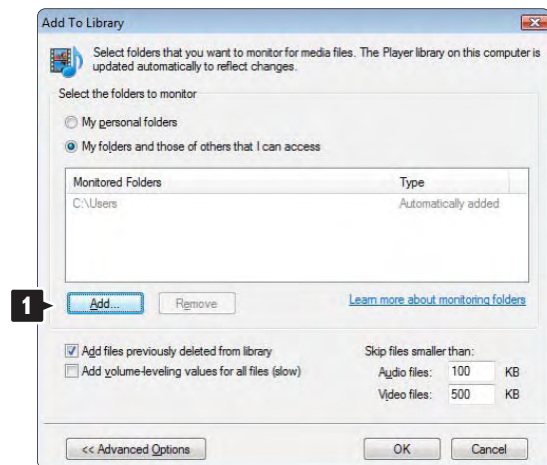 Add To Library
Select folders that you want to monitor for media files. The Player library on this computer is
updated automatically to reflect changes.
Select the folders to monitor
My personal folders
My folders and those of others that I can access
Monitored Folders Type
C:\Users Automatically added
1
Add... Remove Learn more about monitoring folders
Add files previously deleted from library Skip files smaller than:
Add volume-leveling values for all files (slow) Audio files: 100 KB
Video files: 500 KB
<< Advanced Options OK Cancel